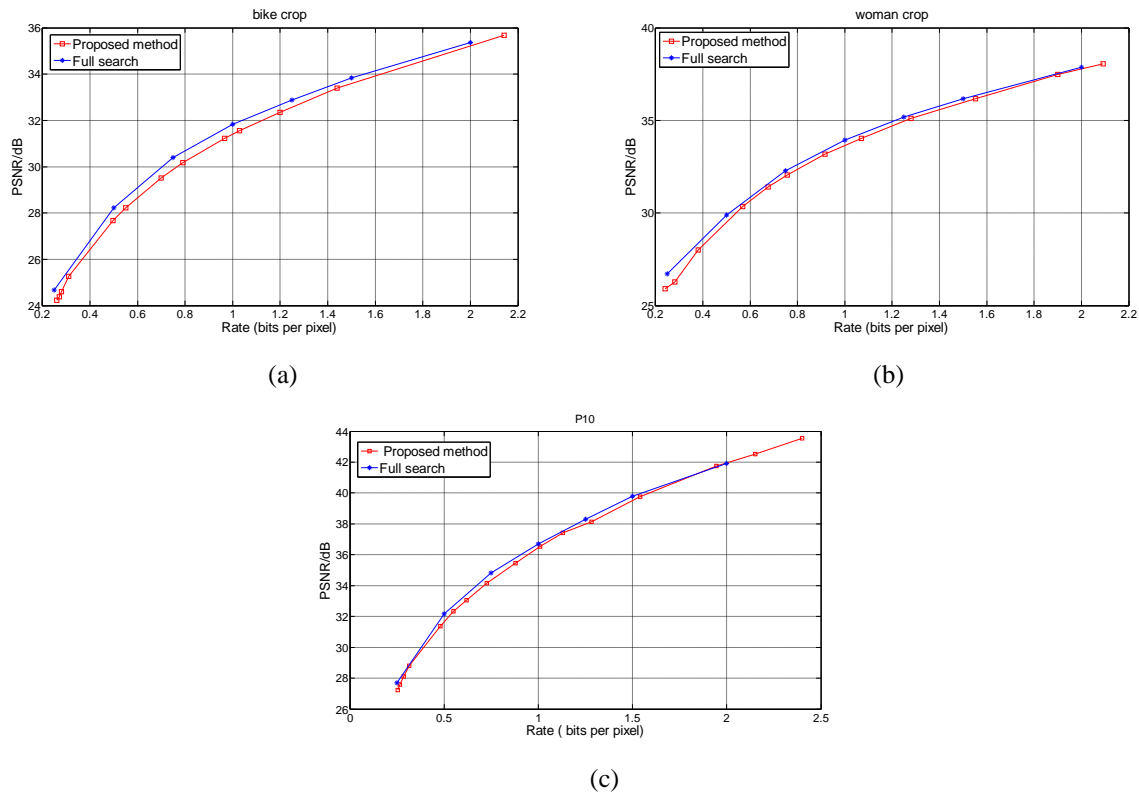 bike crop
36
34
32
30
28
26
24
PSNR/dB
Proposed method
Full search
0.2 0.4 0.6 0.8 1 1.2 1.4 1.6 1.8 2 2.2
Rate (bits per pixel)
(a)
woman crop
40
35
30
25
PSNR/dB
Proposed method
Full search
0.2 0.4 0.6 0.8 1 1.2 1.4 1.6 1.8 2 2.2
Rate (bits per pixel)
(b)
P10
44
42
40
38
36
34
32
30
28
26
PSNR/dB
Proposed method
Full search
0 0.5 1 1.5 2 2.5
Rate ( bits per pixel)
(c)